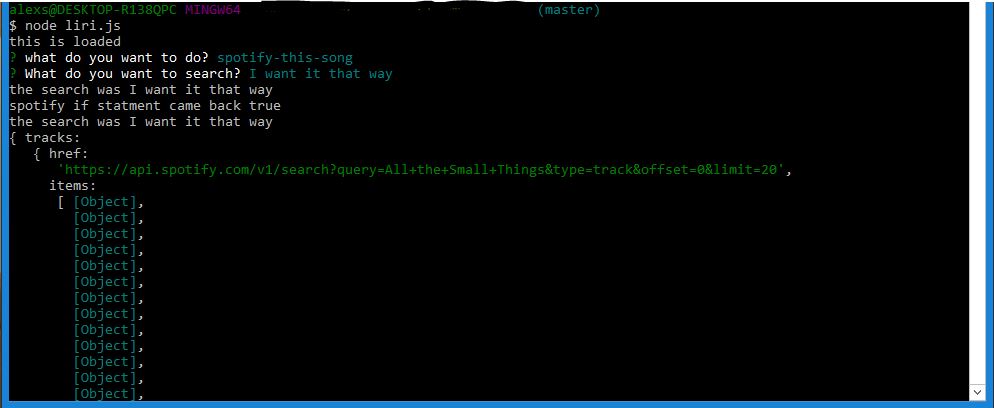 alexs@DESKTOP-R138QPC MINGW64 (master)
$ node liri.js
this is loaded
? what do you want to do? spotify-this-song
? What do you want to search? I want it that way
the search was I want it that way
spotify if statment came back true
the search was I want it that way
{ tracks:
{ href:
'https://api.spotify.com/v1/search?query=All+the+Small+Things&type=track&offset=0&limit=20',
items:
[ [Object],
[Object],
[Object],
[Object],
[Object],
[Object],
[Object],
[Object],
[Object],
[Object],
[Object],
[Object],
[Object],